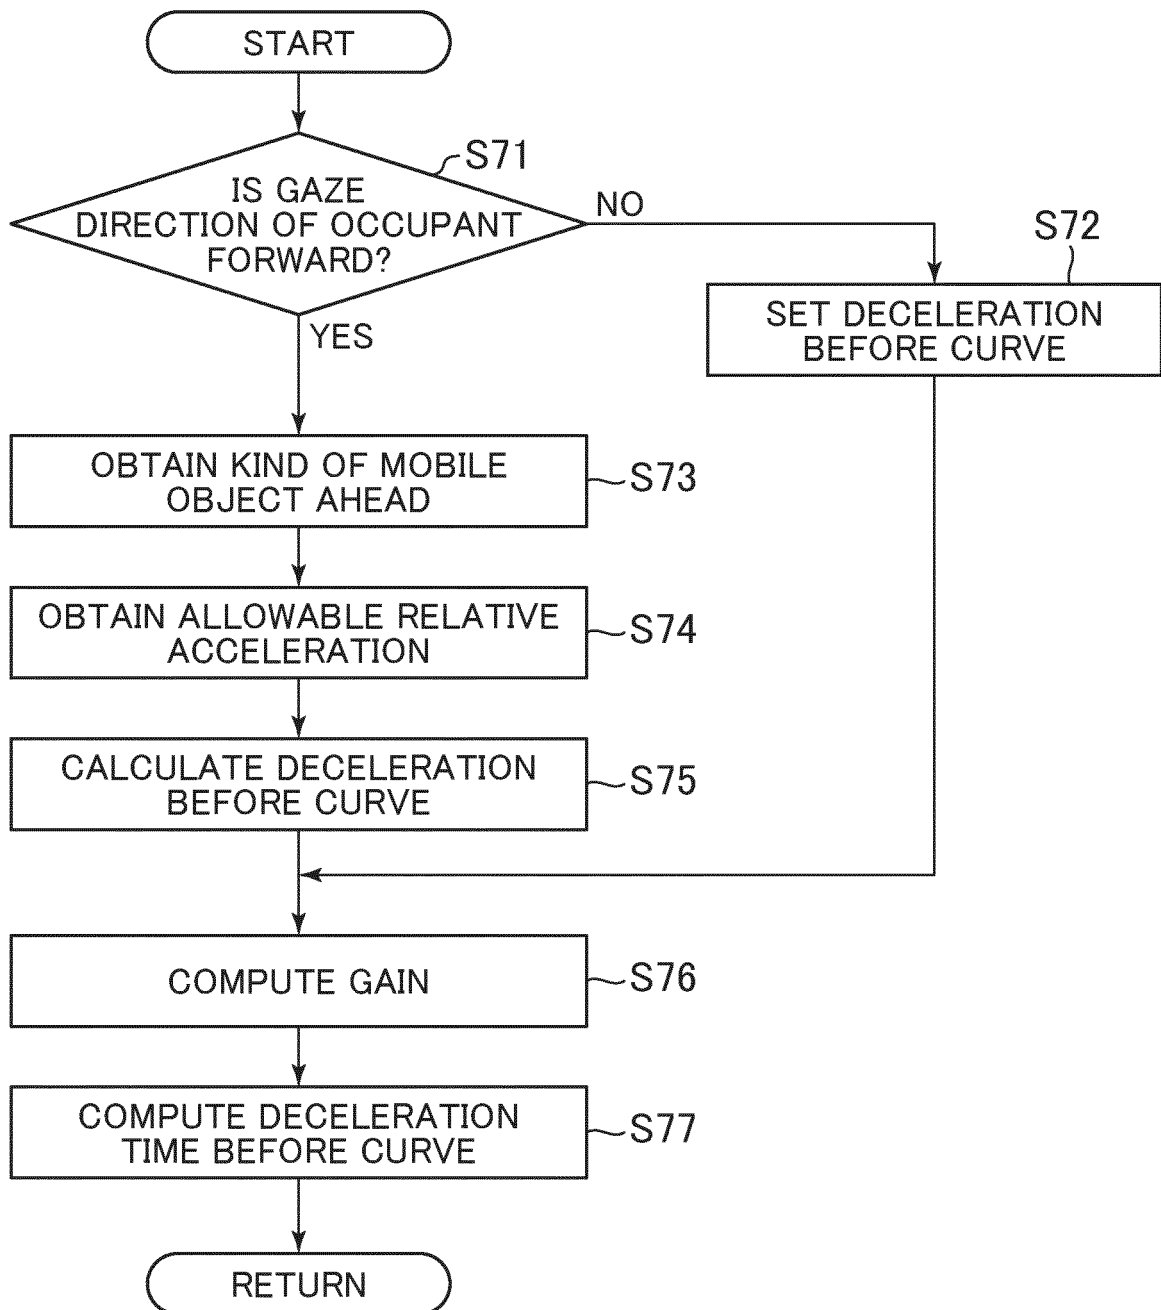 START
S71
IS GAZE
DIRECTION OF OCCUPANT
FORWARD?
NO
S72
SET DECELERATION
BEFORE CURVE
YES
OBTAIN KIND OF MOBILE
OBJECT AHEAD
S73
OBTAIN ALLOWABLE RELATIVE
ACCELERATION
S74
CALCULATE DECELERATION
BEFORE CURVE
S75
COMPUTE GAIN
S76
COMPUTE DECELERATION
TIME BEFORE CURVE
S77
RETURN